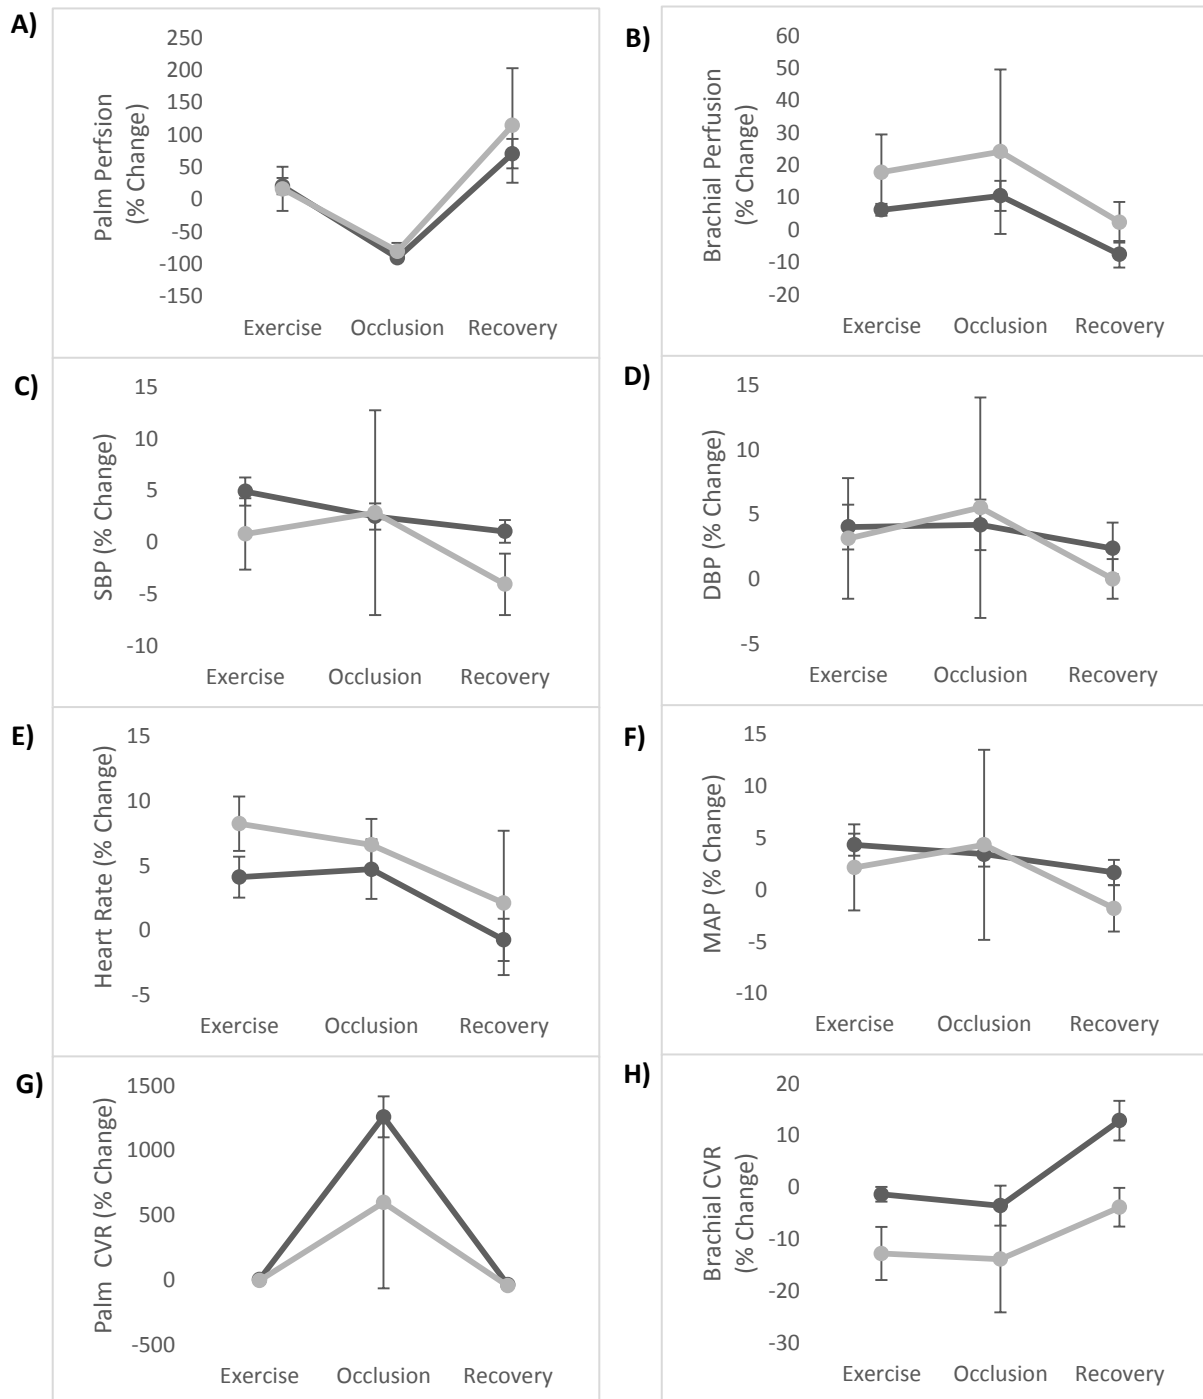 A)
Palm Perfsion
(% Change)
250
200
150
100
50
0
-50
-100
-150
Exercise Occlusion Recovery
B)
Brachial Perfusion
(% Change)
60
50
40
30
20
10
0
-10
-20
Exercise Occlusion Recovery
C)
SBP (% Change)
15
10
5
0
-5
-10
Exercise Occlusion Recovery
D)
DBP (% Change)
15
10
5
0
-5
Exercise Occlusion Recovery
E)
Heart Rate (% Change)
15
10
5
0
-5
Exercise Occlusion Recovery
F)
MAP (% Change)
15
10
5
0
-5
-10
Exercise Occlusion Recovery
G)
Palm CVR (% Change)
1500
1000
500
0
-500
Exercise Occlusion Recovery
H)
Brachial CVR
(% Change)
20
10
0
-10
-20
-30
Exercise Occlusion Recovery